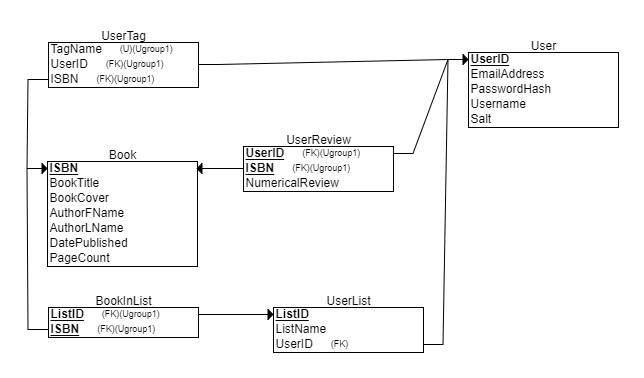 UserTag
TagName (U)(Ugroup1)
UserID (FK)(Ugroup1)
ISBN (FK)(Ugroup1)
User
UserID
EmailAddress
PasswordHash
Username
Salt
UserReview
UserID (FK)(Ugroup1)
ISBN (FK)(Ugroup1)
NumericalReview
Book
ISBN
BookTitle
BookCover
AuthorFName
AuthorLName
DatePublished
PageCount
BookInList
ListID (FK)(Ugroup1)
ISBN (FK)(Ugroup1)
UserList
ListID
ListName
UserID (FK)